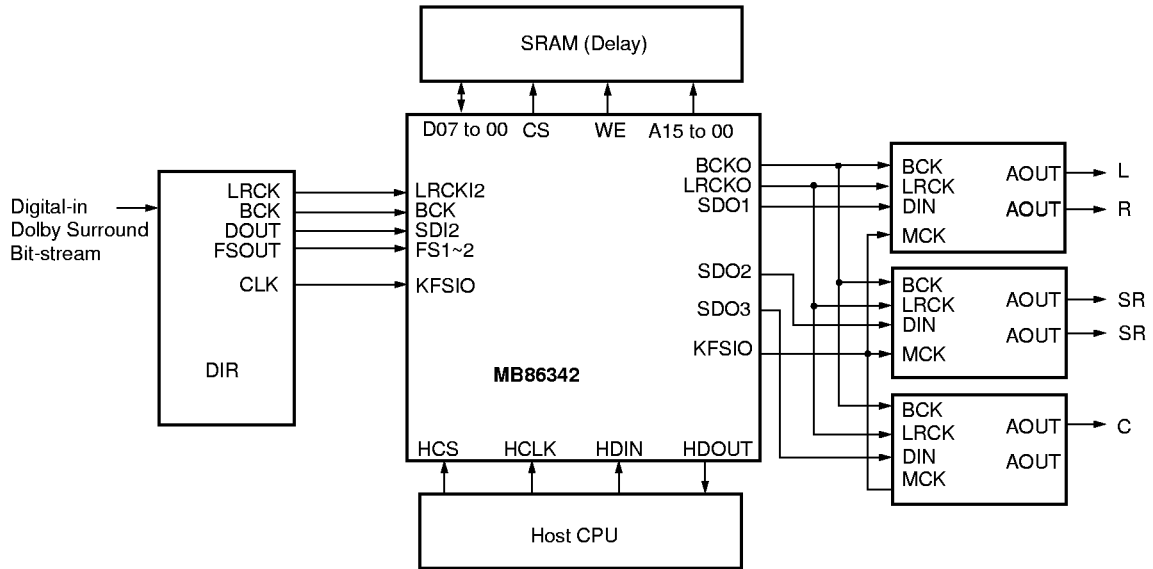 SRAM (Delay)
D07 to 00 CS WE A15 to 00
Digital-in
Dolby Surround
Bit-stream
LRCK
BCK
DOUT
FSOUT
CLK
DIR
LRCKI2
BCK
SDI2
FS1~2
KFSIO
MB86342
BCKO
LRCKO
SDO1
SDO2
SDO3
KFSIO
HCS HCLK HDIN HDOUT
Host CPU
BCK
LRCK
DIN
MCK
AOUT L
AOUT R
BCK
LRCK
DIN
MCK
AOUT SR
AOUT SR
BCK
LRCK
DIN
MCK
AOUT C
AOUT